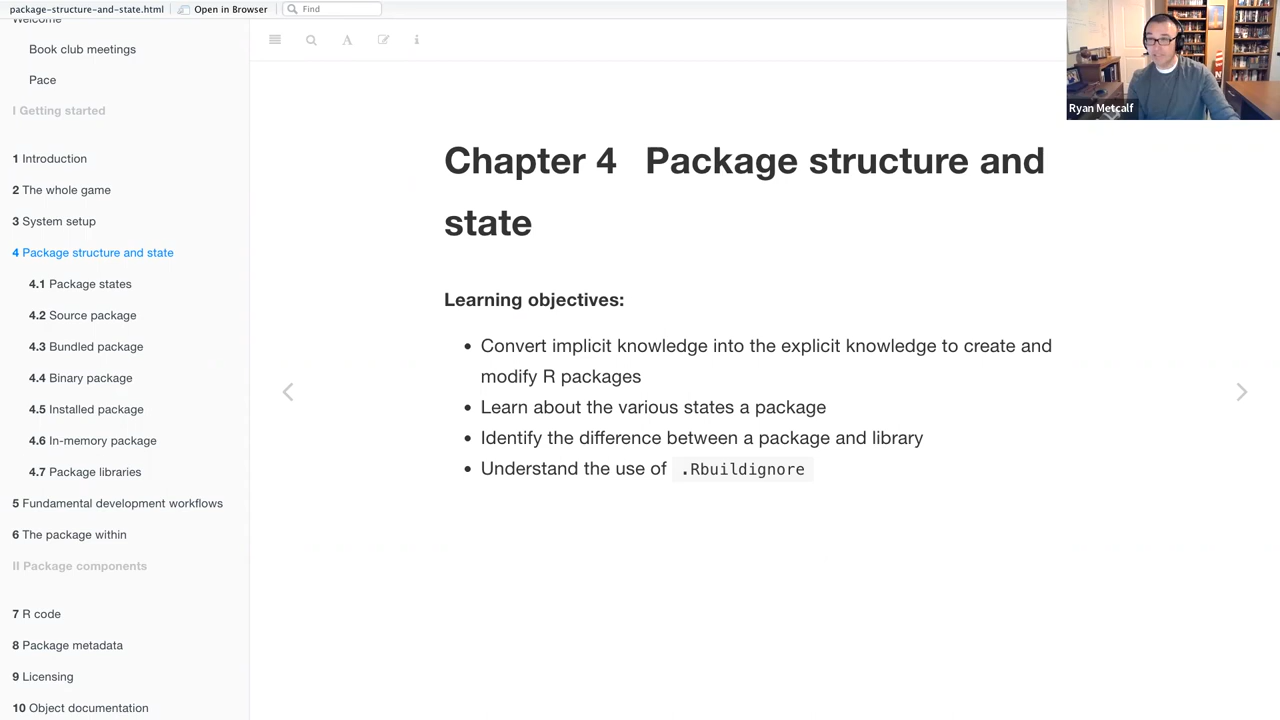 package-structure-and-state.html Open in Browser Find
Welcome
Book club meetings
Pace
I Getting started
1 Introduction
2 The whole game
3 System setup
4 Package structure and state
4.1 Package states
4.2 Source package
4.3 Bundled package
4.4 Binary package
4.5 Installed package
4.6 In-memory package
4.7 Package libraries
5 Fundamental development workflows
6 The package within
II Package components
7 R code
8 Package metadata
9 Licensing
10 Object documentation
Chapter 4 Package structure and
state
Learning objectives:
• Convert implicit knowledge into the explicit knowledge to create and
modify R packages
• Learn about the various states a package
• Identify the difference between a package and library
• Understand the use of .Rbuildignore
Ryan Metcalf